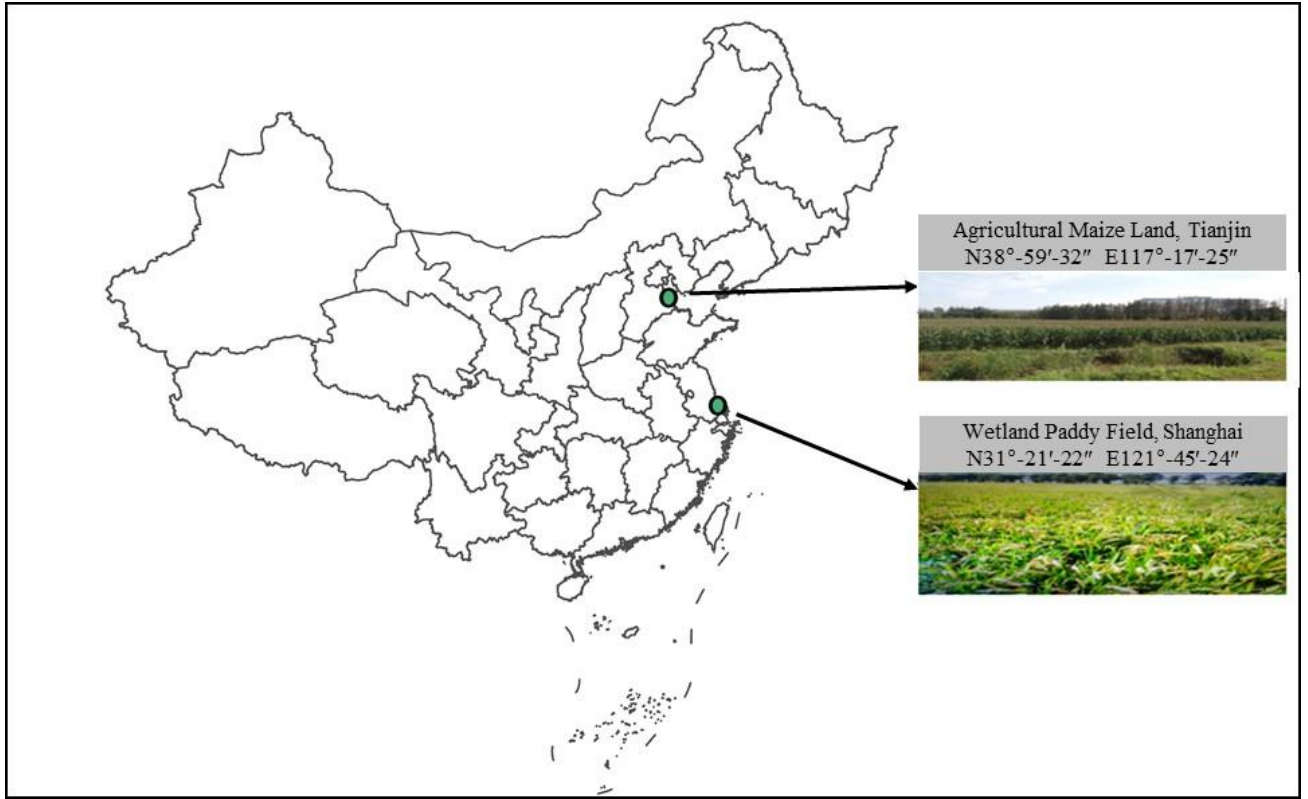 Agricultural Maize Land, Tianjin
N38°-59′-32″ E117°-17′-25″
Wetland Paddy Field, Shanghai
N31°-21′-22″ E121°-45′-24″